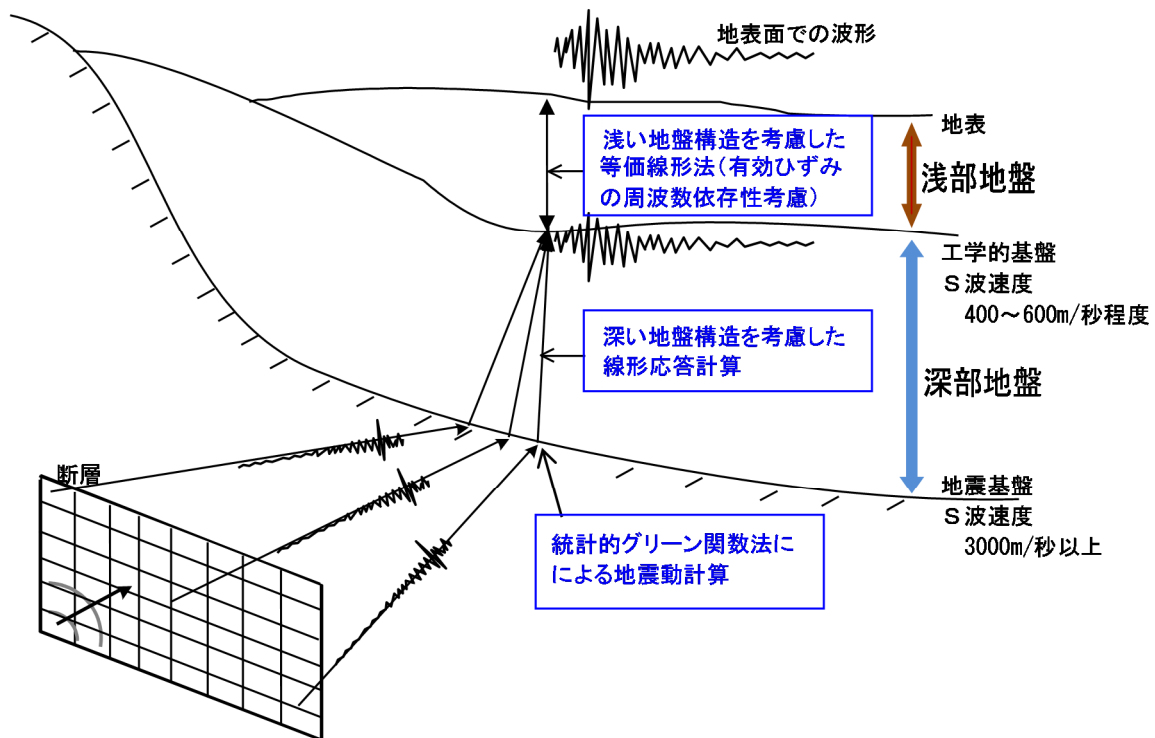 地表面での波形
地表
浅い地盤構造を考慮した
等価線形法（有効ひずみ
の周波数依存性考慮）
浅部地盤
工学的基盤
Ｓ波速度
400～600m/秒程度
深い地盤構造を考慮した
線形応答計算
深部地盤
断層
地震基盤
Ｓ波速度
3000m/秒以上
統計的グリーン関数法に
による地震動計算